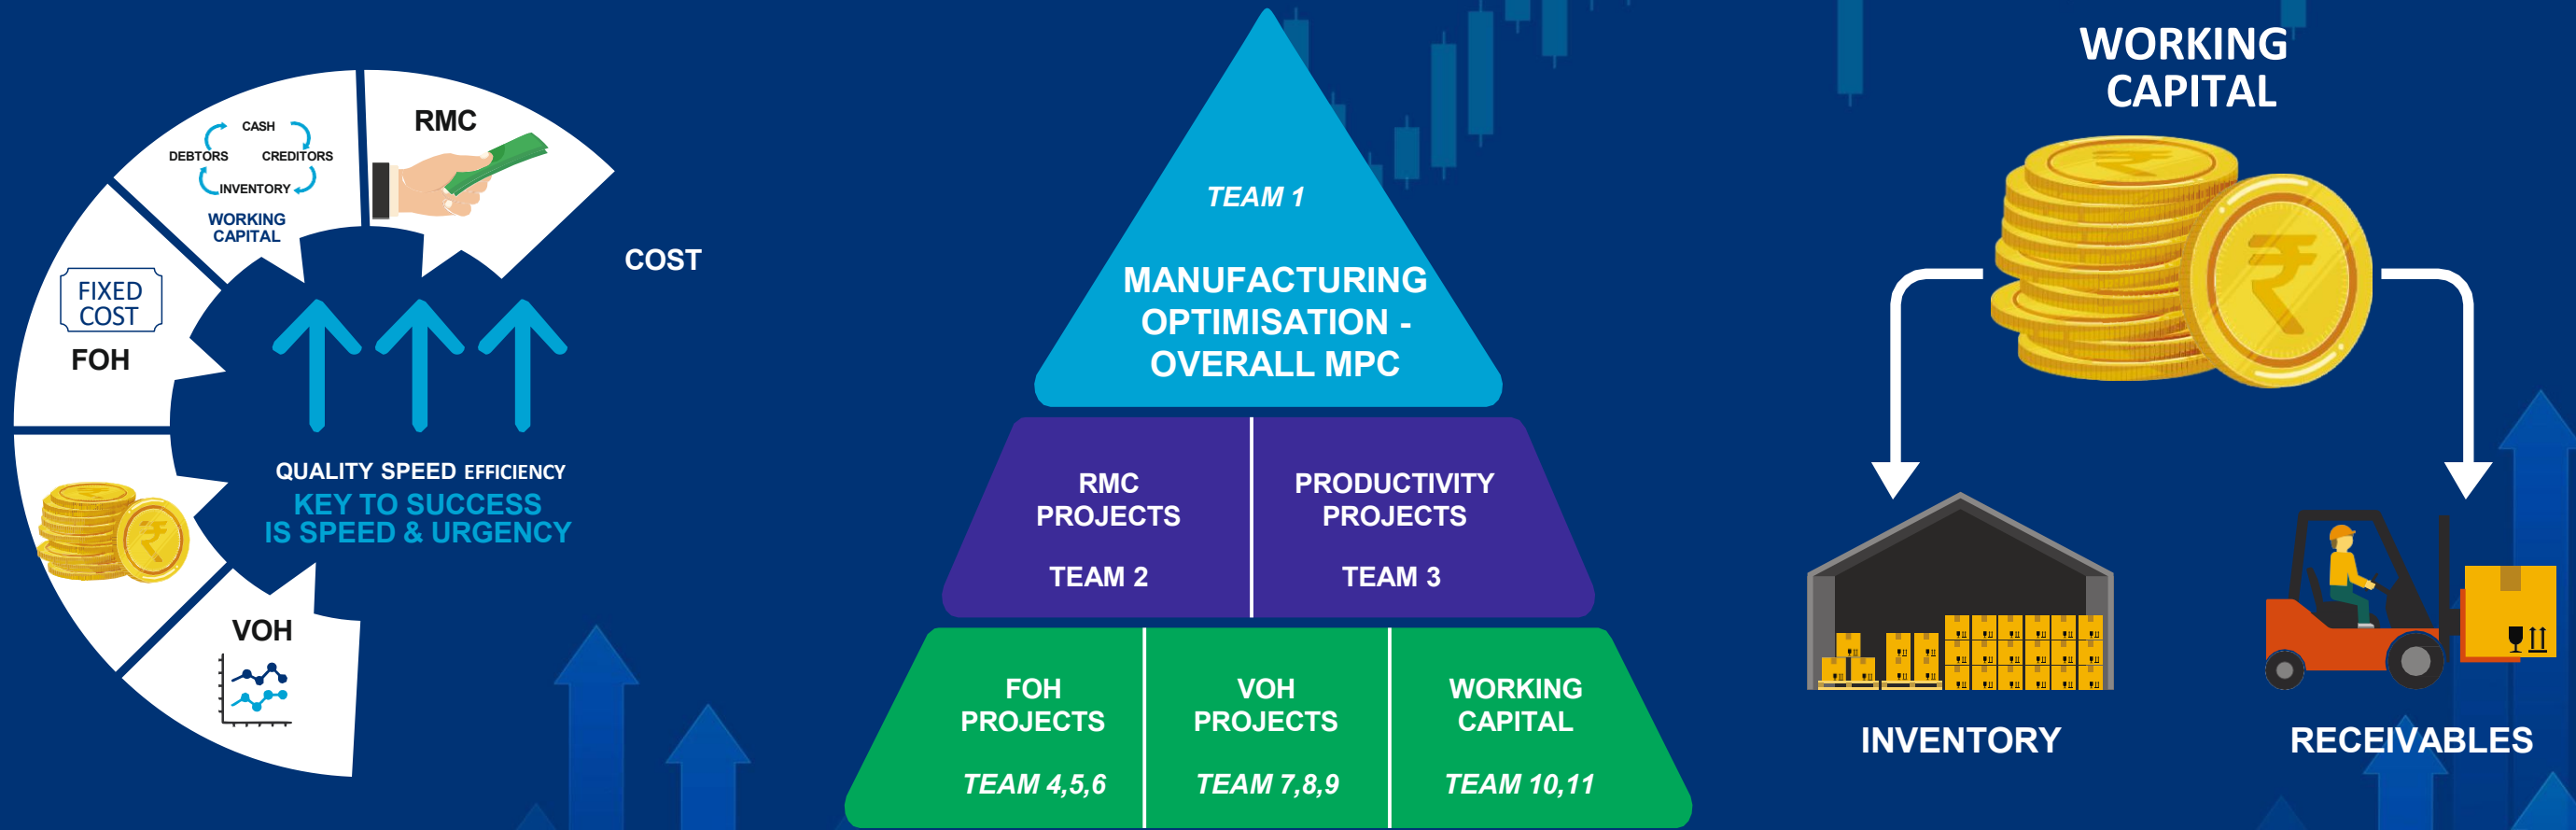 RMC
CASH
DEBTORS
CREDITORS
INVENTORY
WORKING
CAPITAL
FIXED
COST
FOH
VOH
COST
QUALITY SPEED EFFICIENCY
KEY TO SUCCESS
IS SPEED & URGENCY
TEAM 1
MANUFACTURING
OPTIMISATION -
OVERALL MPC
RMC
PROJECTS
TEAM 2
PRODUCTIVITY
PROJECTS
TEAM 3
FOH
PROJECTS
TEAM 4,5,6
VOH
PROJECTS
TEAM 7,8,9
WORKING
CAPITAL
TEAM 10,11
WORKING
CAPITAL
₹
₹
INVENTORY
RECEIVABLES